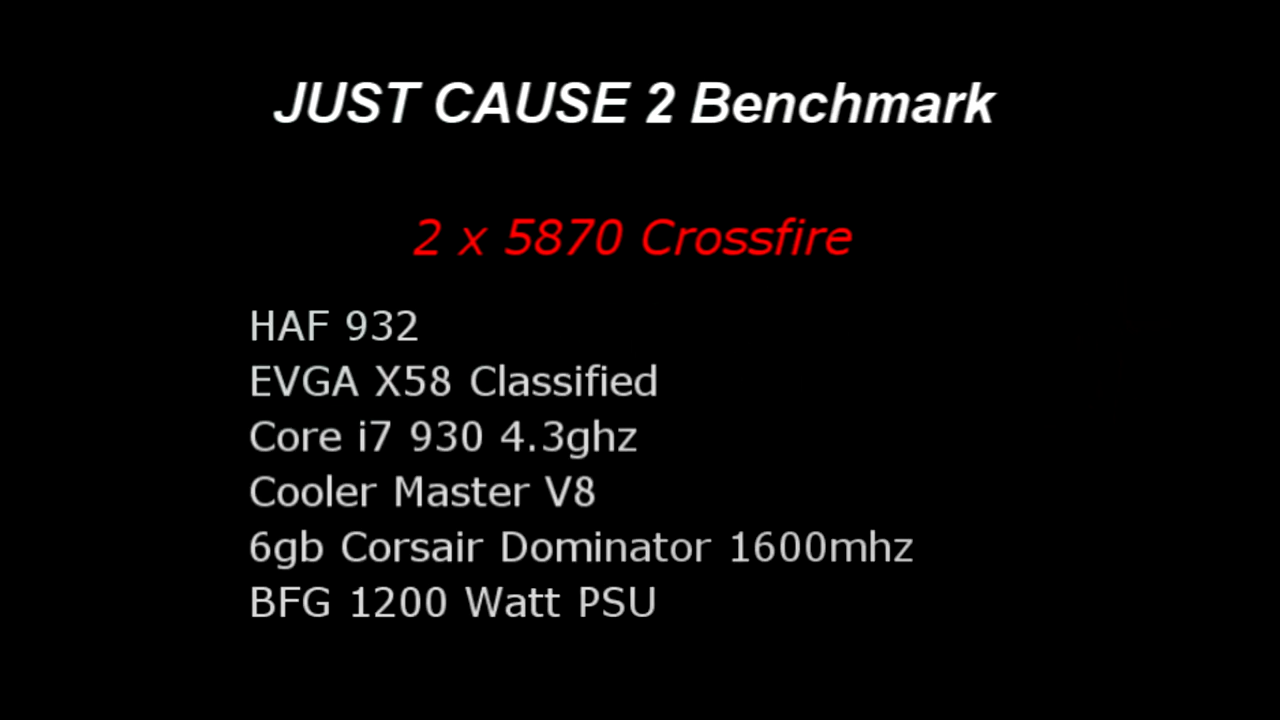 JUST CAUSE 2 Benchmark
2 x 5870 Crossfire
HAF 932
EVGA X58 Classified
Core i7 930 4.3ghz
Cooler Master V8
6gb Corsair Dominator 1600mhz
BFG 1200 Watt PSU